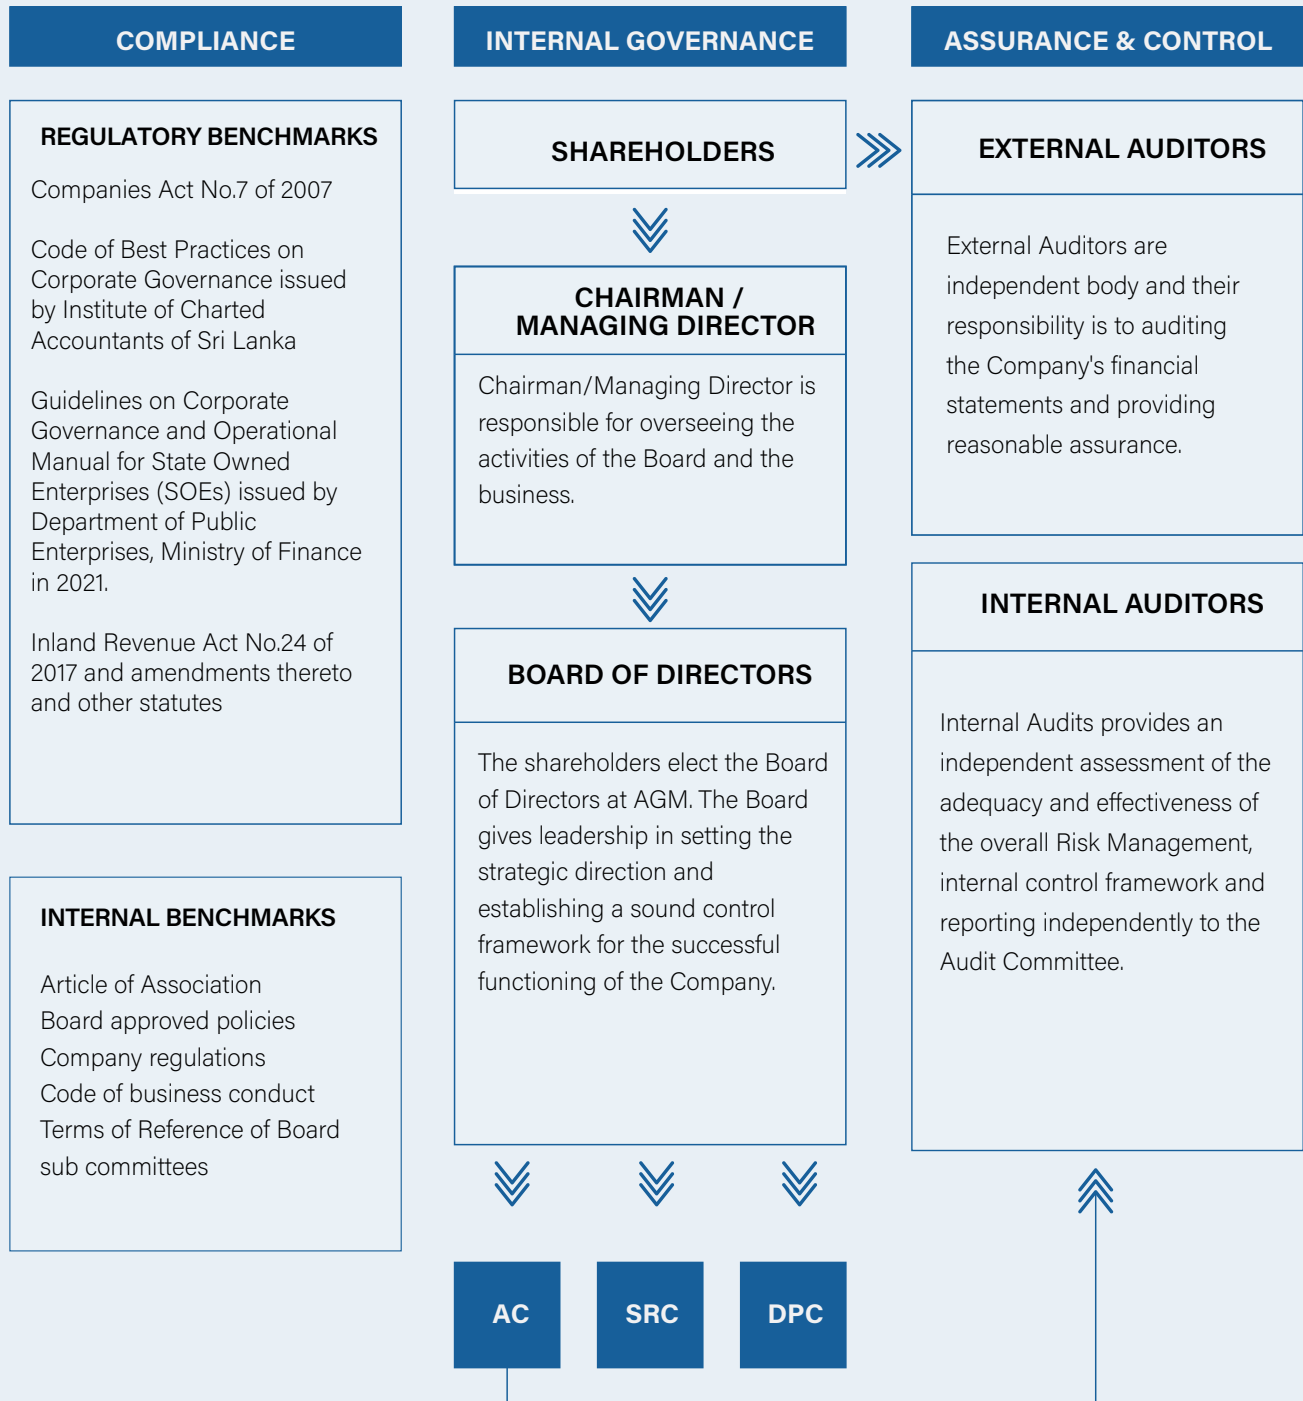 COMPLIANCE
REGULATORY BENCHMARKS
Companies Act No.7 of 2007
Code of Best Practices on
Corporate Governance issued
by Institute of Charted
Accountants of Sri Lanka
Guidelines on Corporate
Governance and Operational
Manual for State Owned
Enterprises (SOEs) issued by
Department of Public
Enterprises, Ministry of Finance
in 2021.
Inland Revenue Act No.24 of
2017 and amendments thereto
and other statutes
INTERNAL BENCHMARKS
Article of Association
Board approved policies
Company regulations
Code of business conduct
Terms of Reference of Board
sub committees
INTERNAL GOVERNANCE
SHAREHOLDERS
CHAIRMAN /
MANAGING DIRECTOR
Chairman/Managing Director is
responsible for overseeing the
activities of the Board and the
business.
BOARD OF DIRECTORS
The shareholders elect the Board
of Directors at AGM. The Board
gives leadership in setting the
strategic direction and
establishing a sound control
framework for the successful
functioning of the Company.
AC
SRC
DPC
ASSURANCE & CONTROL
EXTERNAL AUDITORS
External Auditors are
independent body and their
responsibility is to auditing
the Company's financial
statements and providing
reasonable assurance.
INTERNAL AUDITORS
Internal Audits provides an
independent assessment of the
adequacy and effectiveness of
the overall Risk Management,
internal control framework and
reporting independently to the
Audit Committee.